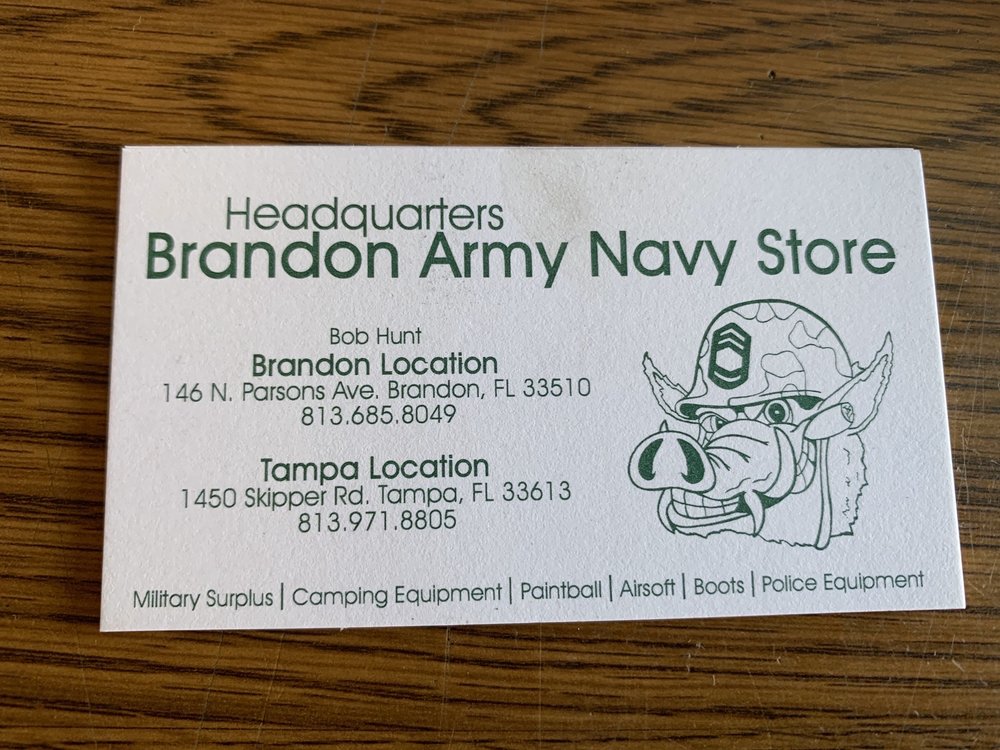 Headquarters
Brandon Army Navy Store
Bob Hunt
Brandon Location
146 N. Parsons Ave. Brandon, FL 33510
813.685.8049
Tampa Location
1450 Skipper Rd. Tampa, FL 33613
813.971.8805
Military Surplus | Camping Equipment | Paintball | Airsoft | Boots | Police Equipment